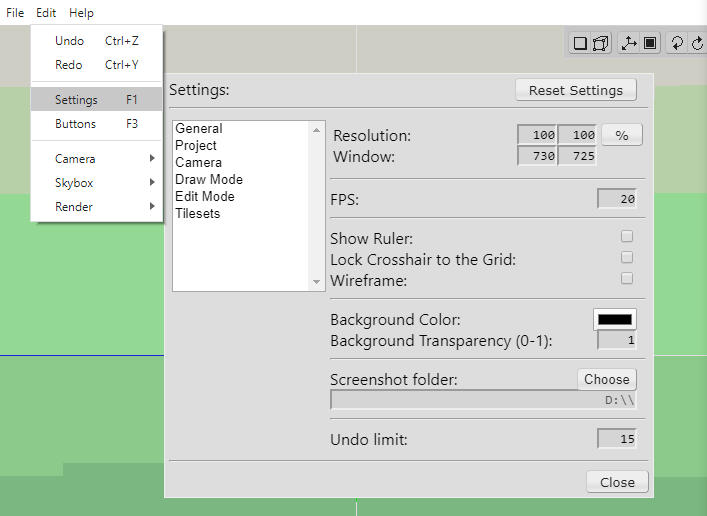 File Edit Help
Undo Ctrl+Z
Redo Ctrl+Y
Settings F1
Buttons F3
Camera
Skybox
Render
Settings:
Reset Settings
General
Project
Camera
Draw Mode
Edit Mode
Tilesets
Resolution: 100 100 %
Window: 730 725
FPS: 20
Show Ruler:
Lock Crosshair to the Grid:
Wireframe:
Background Color:
Background Transparency (0-1): 1
Screenshot folder: Choose
D:\\
Undo limit: 15
Close